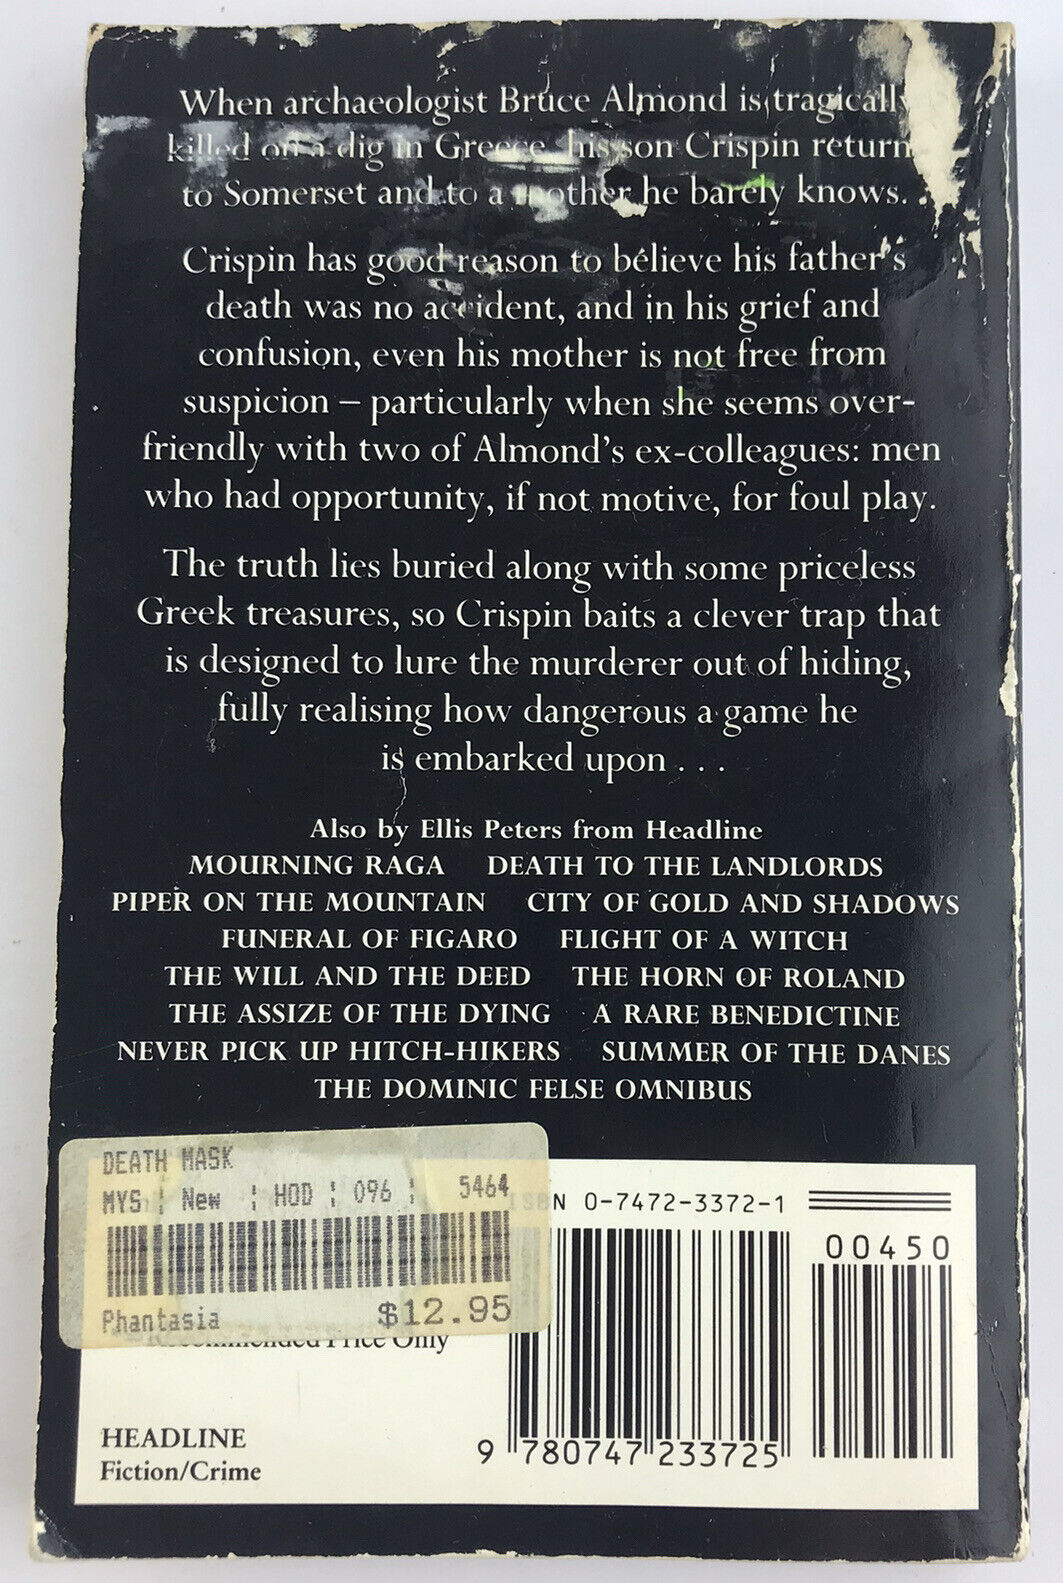 When archaeologist Bruce Almond is tragically
killed on a dig in Greece, his son Crispin return
to Somerset and to a mother he barely knows.
Crispin has good reason to believe his father's
death was no accident, and in his grief and
confusion, even his mother is not free from
suspicion – particularly when she seems over-
friendly with two of Almond's ex-colleagues: men
who had opportunity, if not motive, for foul play.
The truth lies buried along with some priceless
Greek treasures, so Crispin baits a clever trap that
is designed to lure the murderer out of hiding,
fully realising how dangerous a game he
is embarked upon . . .
Also by Ellis Peters from Headline
MOURNING RAGA DEATH TO THE LANDLORDS
PIPER ON THE MOUNTAIN CITY OF GOLD AND SHADOWS
FUNERAL OF FIGARO FLIGHT OF A WITCH
THE WILL AND THE DEED THE HORN OF ROLAND
THE ASSIZE OF THE DYING A RARE BENEDICTINE
NEVER PICK UP HITCH-HIKERS SUMMER OF THE DANES
THE DOMINIC FELSE OMNIBUS
DEATH MASK
MYS : New : HOD : 096 : 5464
Phantasia $12.95
Recommended Price Only
HEADLINE
Fiction/Crime
ISBN 0-7472-3372-1
00450
9 780747 233725